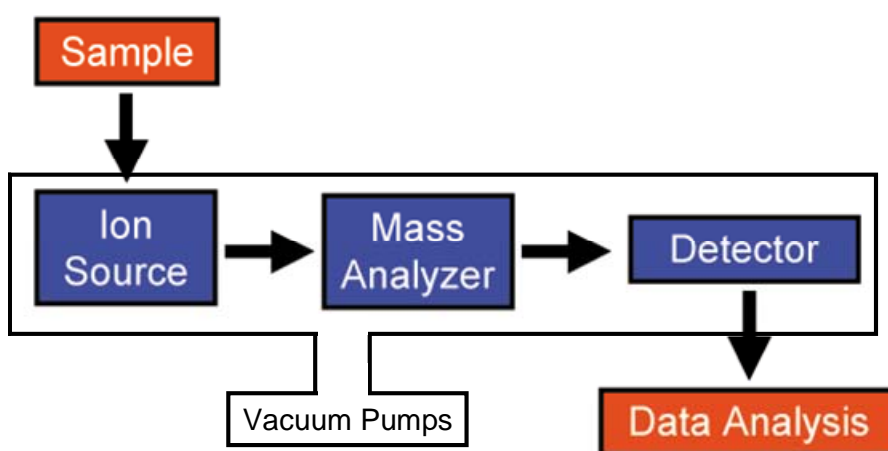 Sample
Ion
Source
Mass
Analyzer
Detector
Vacuum Pumps
Data Analysis